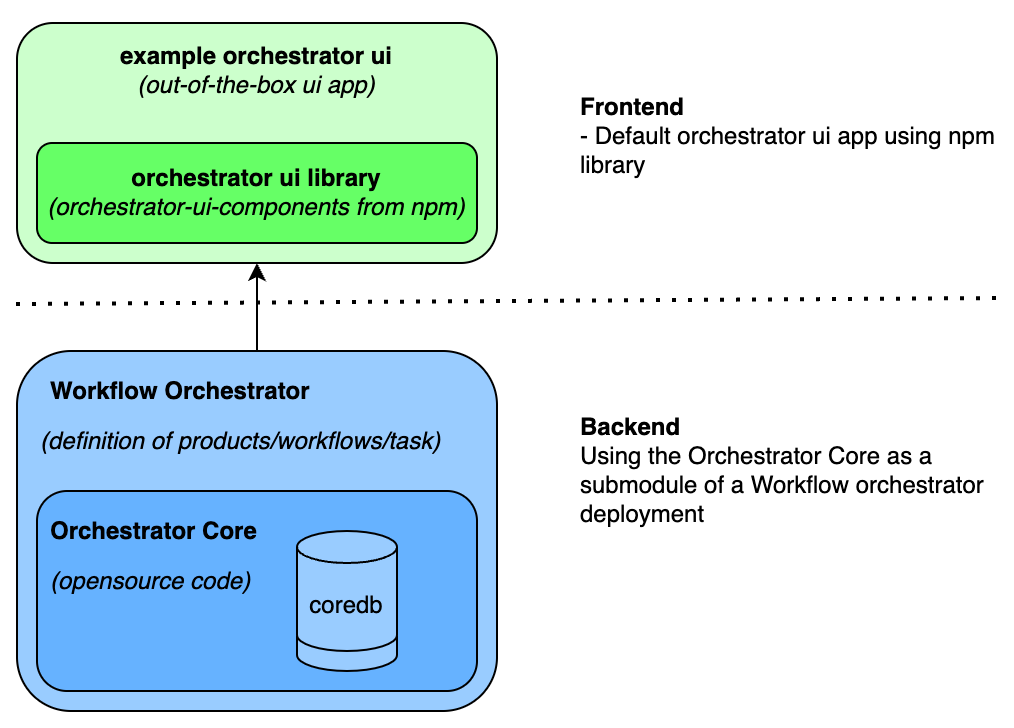 example orchestrator ui
(out-of-the-box ui app)
orchestrator ui library
(orchestrator-ui-components from npm)
Frontend
- Default orchestrator ui app using npm
library
Workflow Orchestrator
(definition of products/workflows/task)
Orchestrator Core
(opensource code)
coredb
Backend
Using the Orchestrator Core as a
submodule of a Workflow orchestrator
deployment